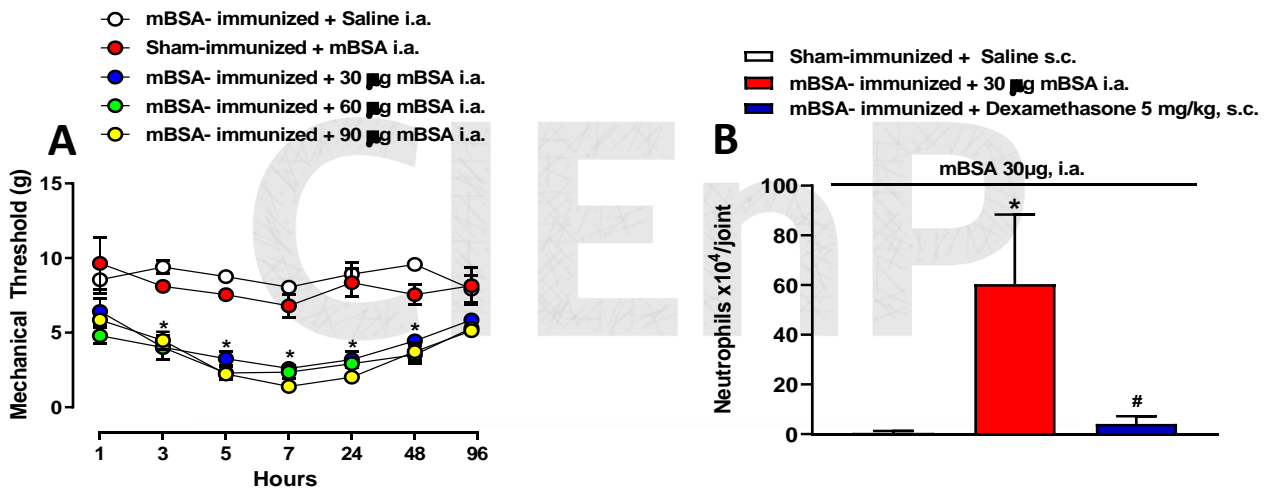 mBSA- immunized + Saline i.a.
Sham-immunized + mBSA i.a.
mBSA- immunized + 30 µg mBSA i.a.
mBSA- immunized + 60 µg mBSA i.a.
mBSA- immunized + 90 µg mBSA i.a.
A
Mechanical Threshold (g)
15
10
5
0
* * * * *
1 3 5 7 24 48 96
Hours
Sham-immunized + Saline s.c.
mBSA- immunized + 30 µg mBSA i.a.
mBSA- immunized + Dexamethasone 5 mg/kg, s.c.
B
mBSA 30µg, i.a.
Neutrophils x10⁴/joint
100
80
60
40
20
0
*
#
CIEnP